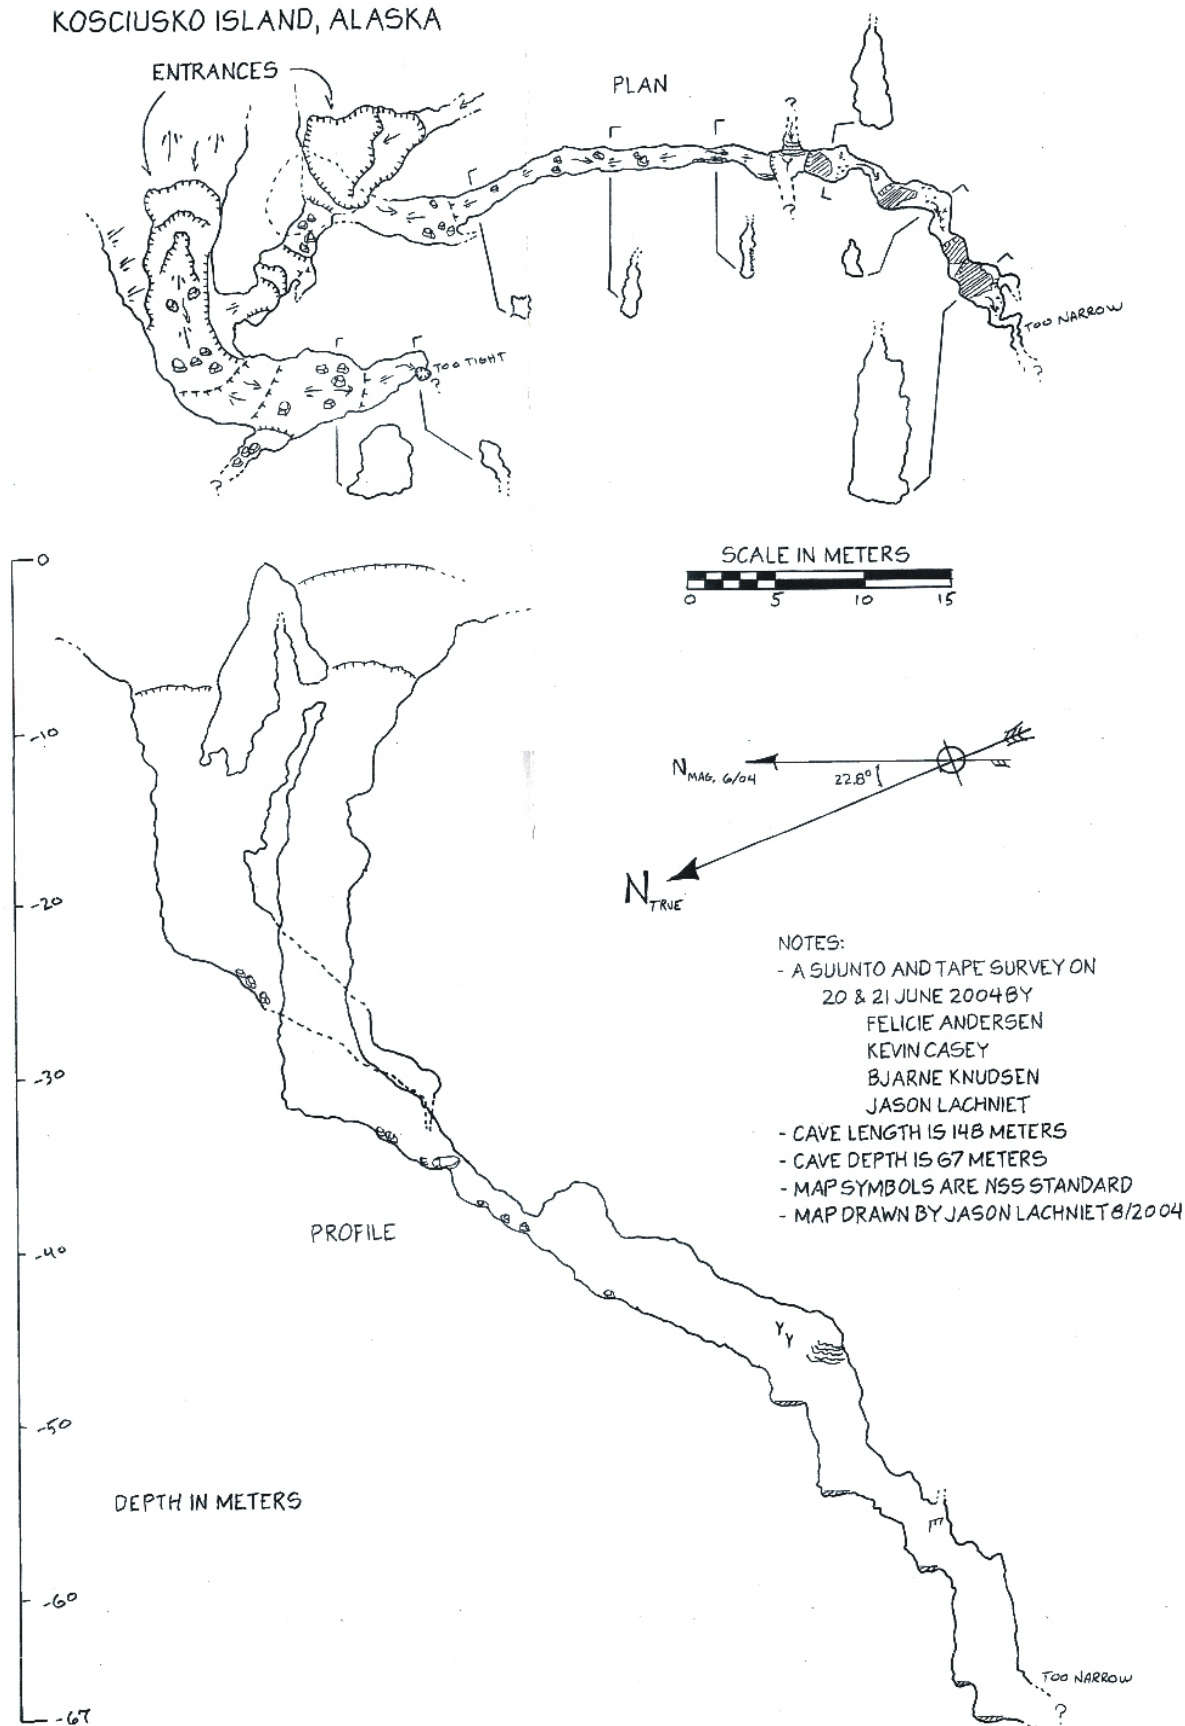 KOSCIUSKO ISLAND, ALASKA
ENTRANCES
PLAN
?
?
TOO NARROW
?
TOO TIGHT
?
?
SCALE IN METERS
0 5 10 15
0
-10
-20
-30
-40
-50
-60
-67
N MAG. 6/04
22.8°
N TRUE
NOTES:
- A SUUNTO AND TAPE SURVEY ON
20 & 21 JUNE 2004 BY
FELICIE ANDERSEN
KEVIN CASEY
BJARNE KNUDSEN
JASON LACHNIET
- CAVE LENGTH IS 148 METERS
- CAVE DEPTH IS 67 METERS
- MAP SYMBOLS ARE NSS STANDARD
- MAP DRAWN BY JASON LACHNIET 8/2004
PROFILE
DEPTH IN METERS
TOO NARROW
?